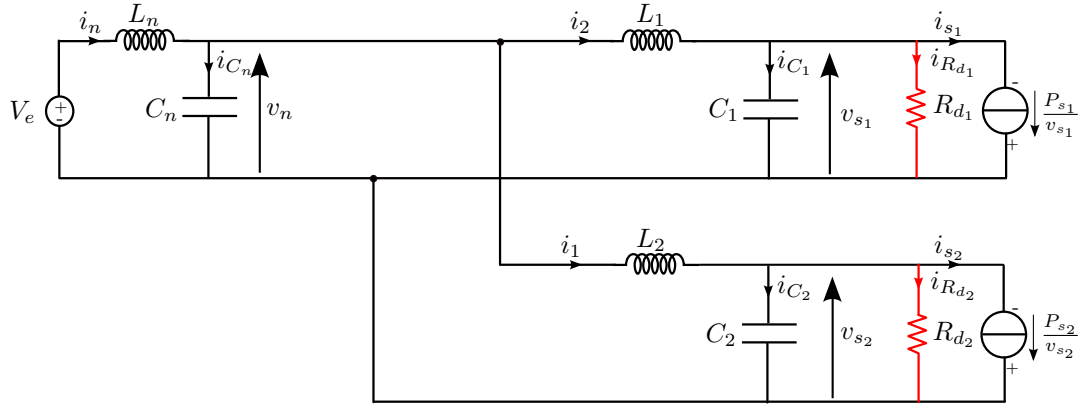 i_n L_n i_2 L_1 i_{s_1}
i_{C_n} i_{C_1} i_{R_{d_1}}
V_e + - C_n v_n C_1 v_{s_1} R_{d_1} - + P_{s_1}/v_{s_1}
i_1 L_2 i_{s_2}
i_{C_2} i_{R_{d_2}}
C_2 v_{s_2} R_{d_2} - + P_{s_2}/v_{s_2}